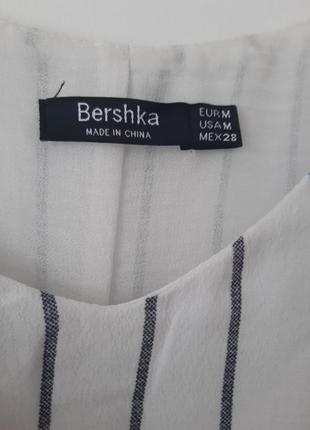 Bershka
MADE IN CHINA
EUR M
USA M
MEX 28